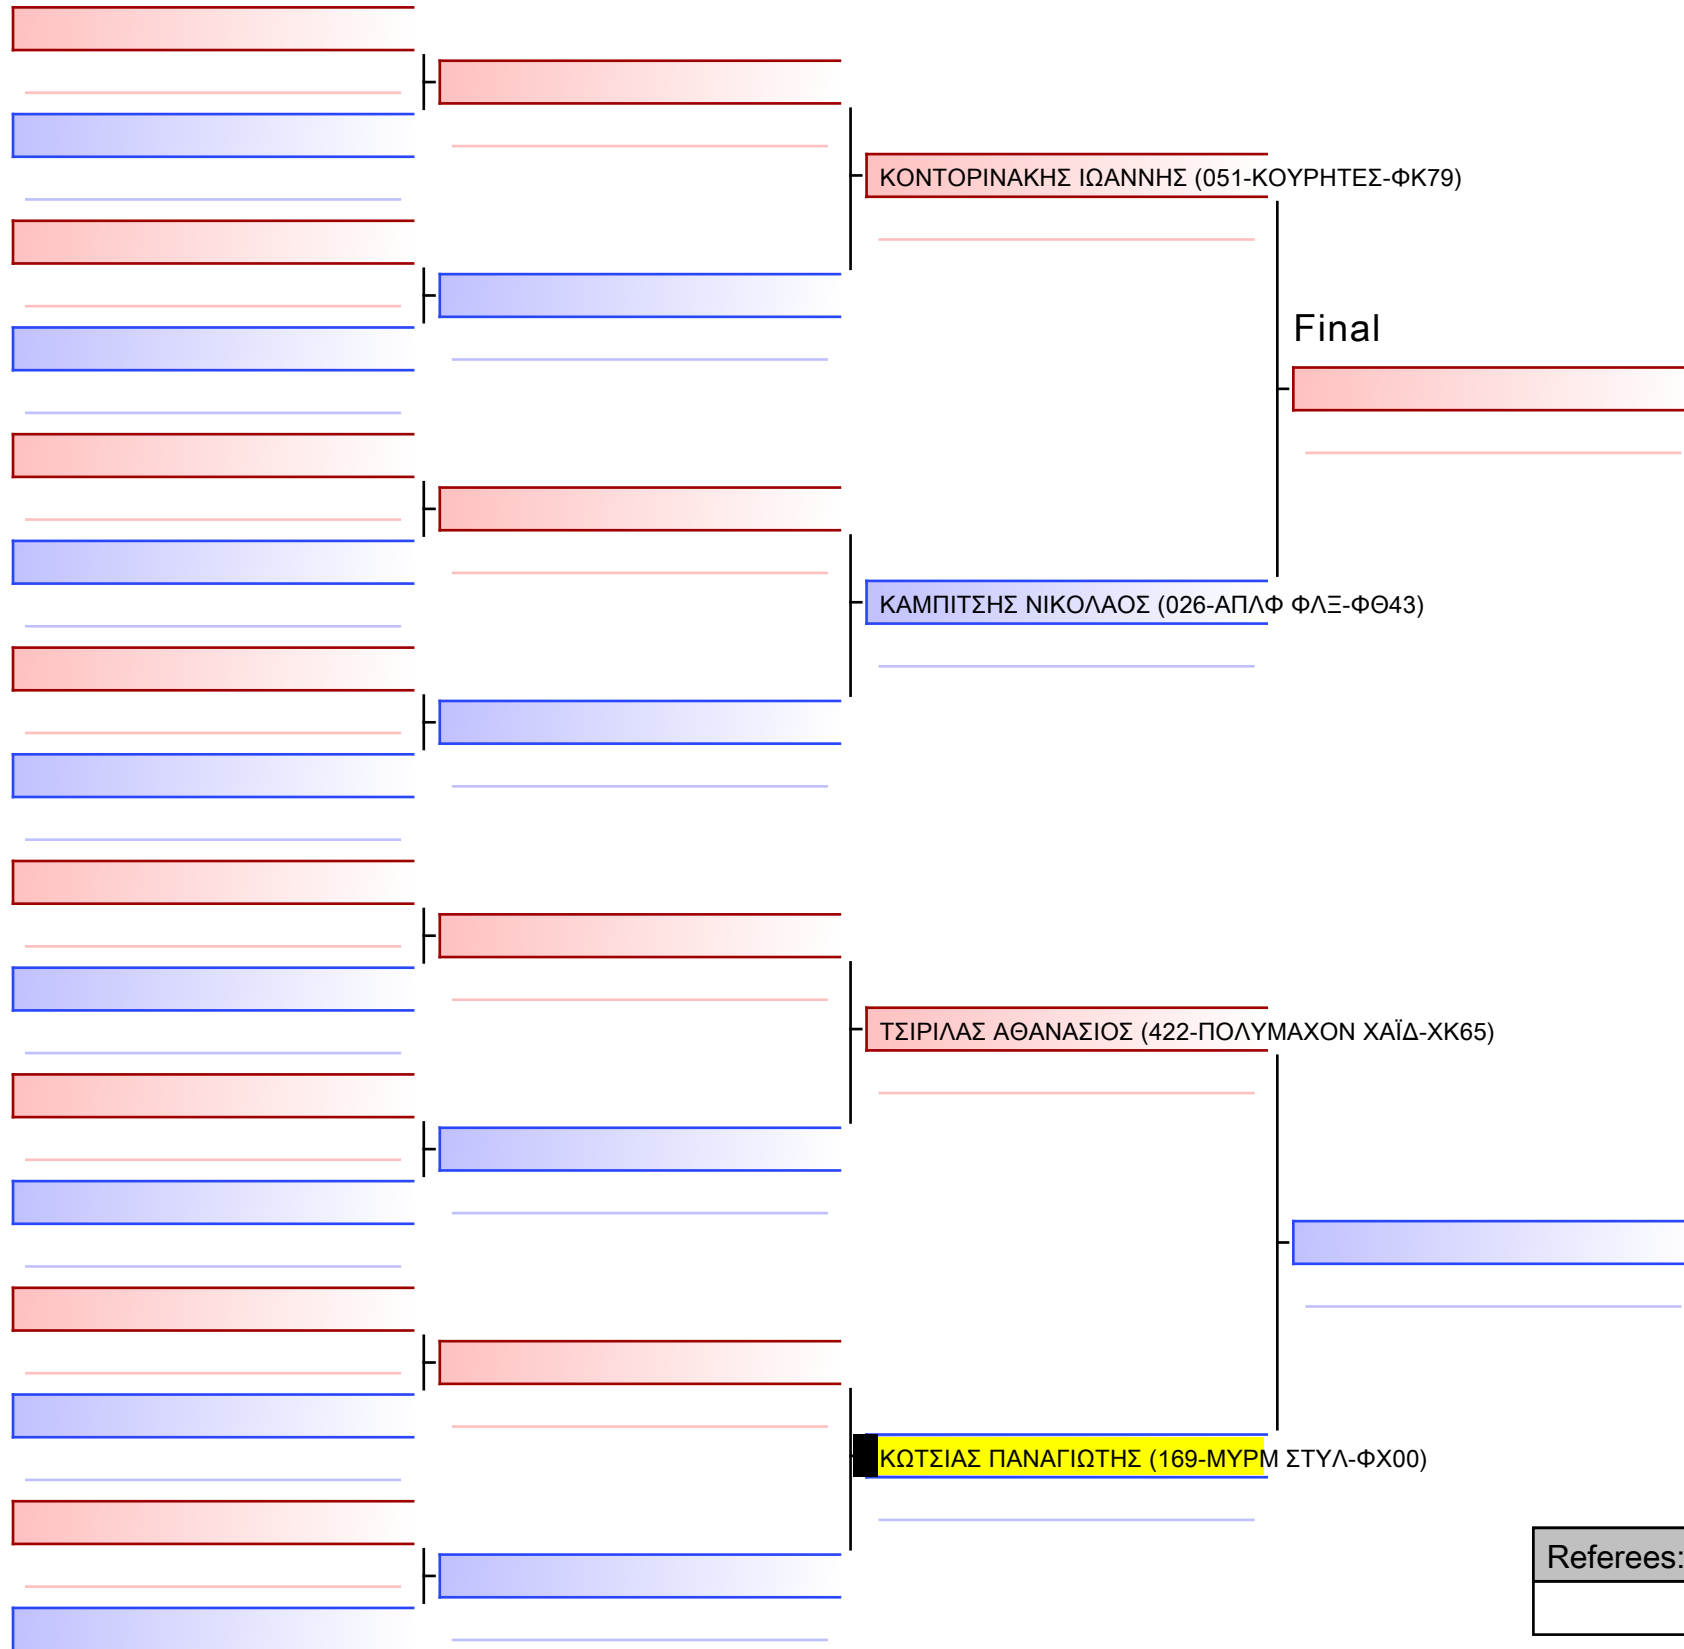 ΚΟΝΤΟΡΙΝΑΚΗΣ ΙΩΑΝΝΗΣ (051-ΚΟΥΡΗΤΕΣ-ΦΚ79)
Final
ΚΑΜΠΙΤΣΗΣ ΝΙΚΟΛΑΟΣ (026-ΑΠΛΦ ΦΛΞ-ΦΘ43)
ΤΣΙΡΙΛΑΣ ΑΘΑΝΑΣΙΟΣ (422-ΠΟΛΥΜΑΧΟΝ ΧΑΪΔ-ΧΚ65)
ΚΩΤΣΙΑΣ ΠΑΝΑΓΙΩΤΗΣ (169-ΜΥΡΜ ΣΤΥΛ-ΦΧ00)
Referees: